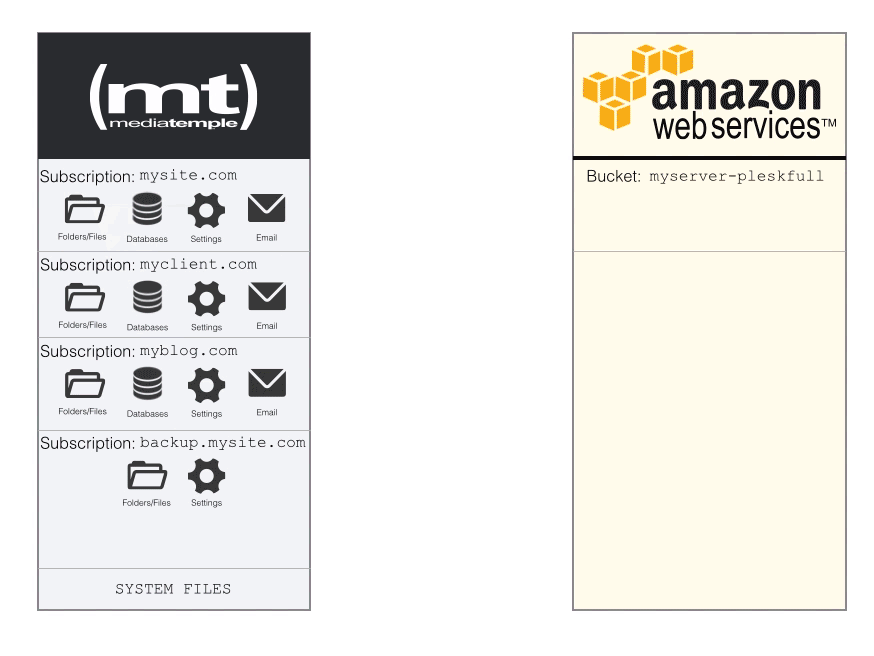 (mt)
mediatemple
Subscription: mysite.com
Folders/Files Databases Settings Email
Subscription: myclient.com
Folders/Files Databases Settings Email
Subscription: myblog.com
Folders/Files Databases Settings Email
Subscription: backup.mysite.com
Folders/Files Settings
SYSTEM FILES
amazon
web services™
Bucket: myserver-pleskfull